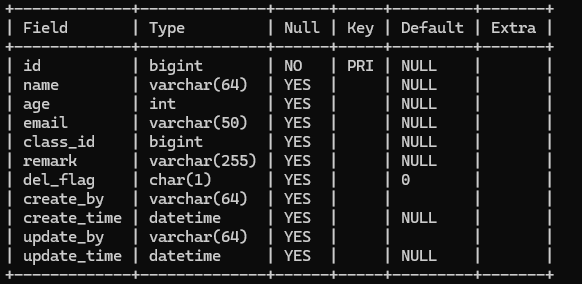 +-------------+--------------+------+-----+---------+-------+
| Field       | Type         | Null | Key | Default | Extra |
+-------------+--------------+------+-----+---------+-------+
| id          | bigint       | NO   | PRI | NULL    |       |
| name        | varchar(64)  | YES  |     | NULL    |       |
| age         | int          | YES  |     | NULL    |       |
| email       | varchar(50)  | YES  |     | NULL    |       |
| class_id    | bigint       | YES  |     | NULL    |       |
| remark      | varchar(255) | YES  |     | NULL    |       |
| del_flag    | char(1)      | YES  |     | 0       |       |
| create_by   | varchar(64)  | YES  |     |         |       |
| create_time | datetime     | YES  |     | NULL    |       |
| update_by   | varchar(64)  | YES  |     |         |       |
| update_time | datetime     | YES  |     | NULL    |       |
+-------------+--------------+------+-----+---------+-------+